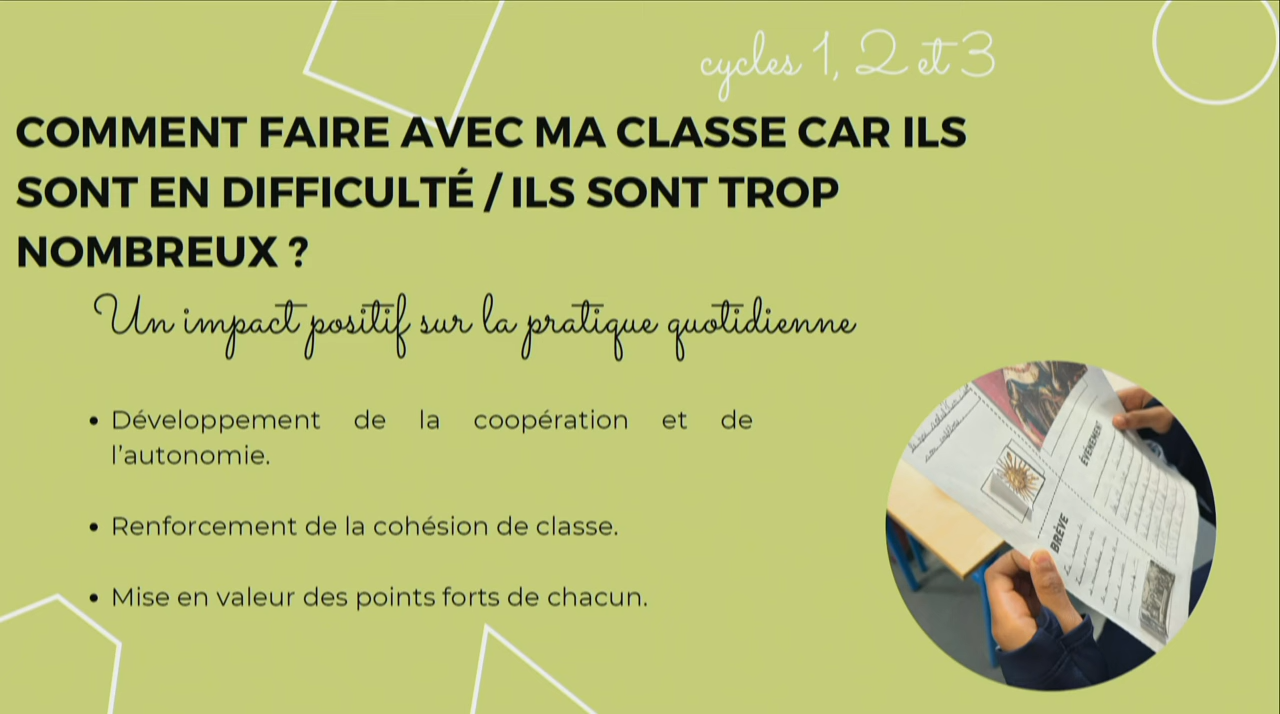 cycles 1, 2 et 3
COMMENT FAIRE AVEC MA CLASSE CAR ILS
SONT EN DIFFICULTÉ / ILS SONT TROP
NOMBREUX ?
Un impact positif sur la pratique quotidienne
• Développement de la coopération et de
l'autonomie.
• Renforcement de la cohésion de classe.
• Mise en valeur des points forts de chacun.
ÉVÉNEMENT
BRÈVE